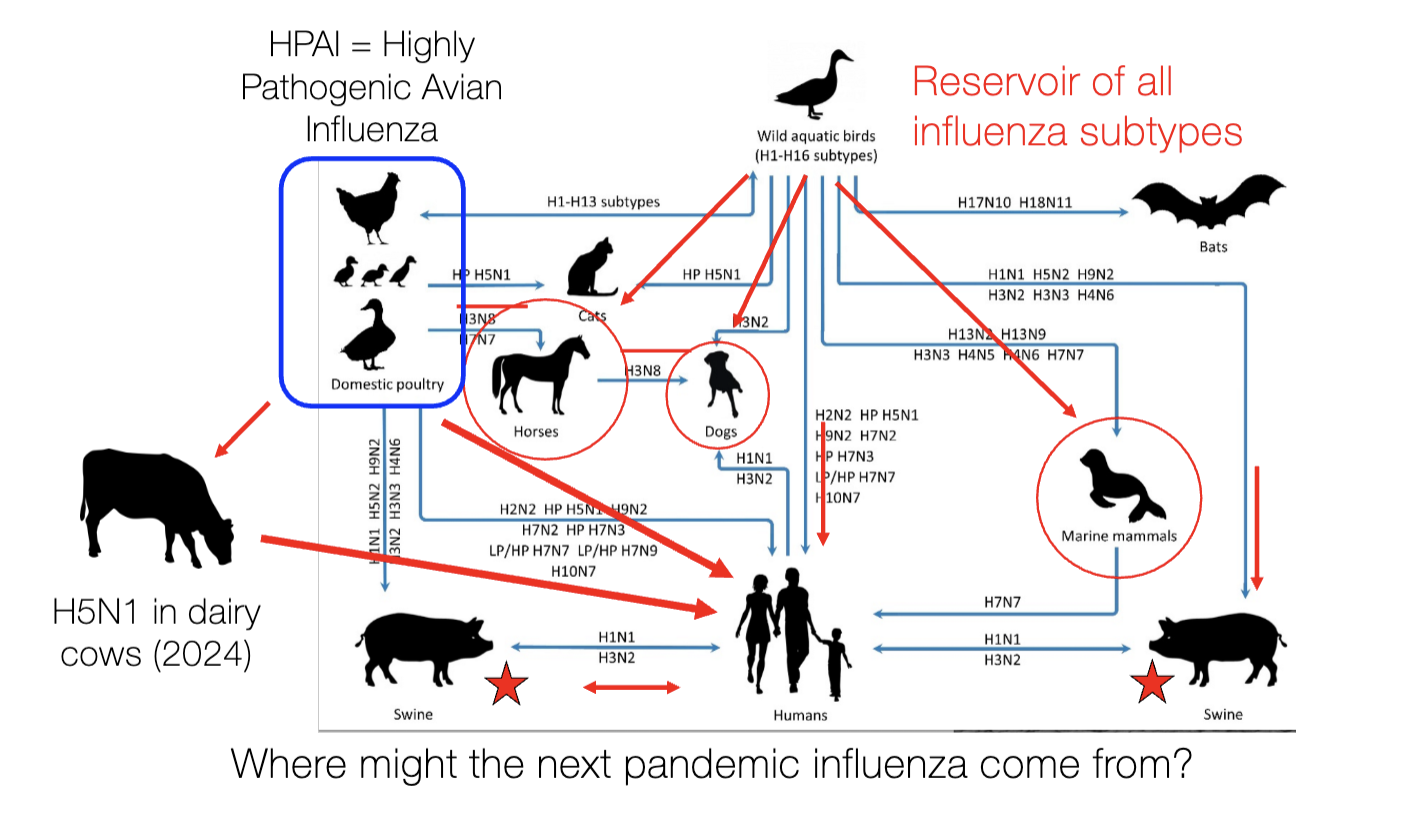 HPAI = Highly
Pathogenic Avian
Influenza
Reservoir of all
influenza subtypes
Wild aquatic birds
(H1-H16 subtypes)
H1-H13 subtypes
H17N10 H18N11
Bats
HP H5N1
HP H5N1
H1N1 H5N2 H9N2
H3N2 H3N3 H4N6
Cats
H3N8
H7N7
H3N2
H13N2 H13N9
H3N3 H4N5 H4N6 H7N7
H3N8
Domestic poultry
Horses
Dogs
H2N2 HP H5N1
H9N2 H7N2
HP H7N3
LP/HP H7N7
H10N7
H1N1
H3N2
H1N1 H5N2 H9N2
H3N2 H3N3 H4N6
H2N2 HP H5N1 H9N2
H7N2 HP H7N3
LP/HP H7N7 LP/HP H7N9
H10N7
Marine mammals
H5N1 in dairy
cows (2024)
H7N7
H1N1
H3N2
H1N1
H3N2
Swine
Humans
Swine
Where might the next pandemic influenza come from?